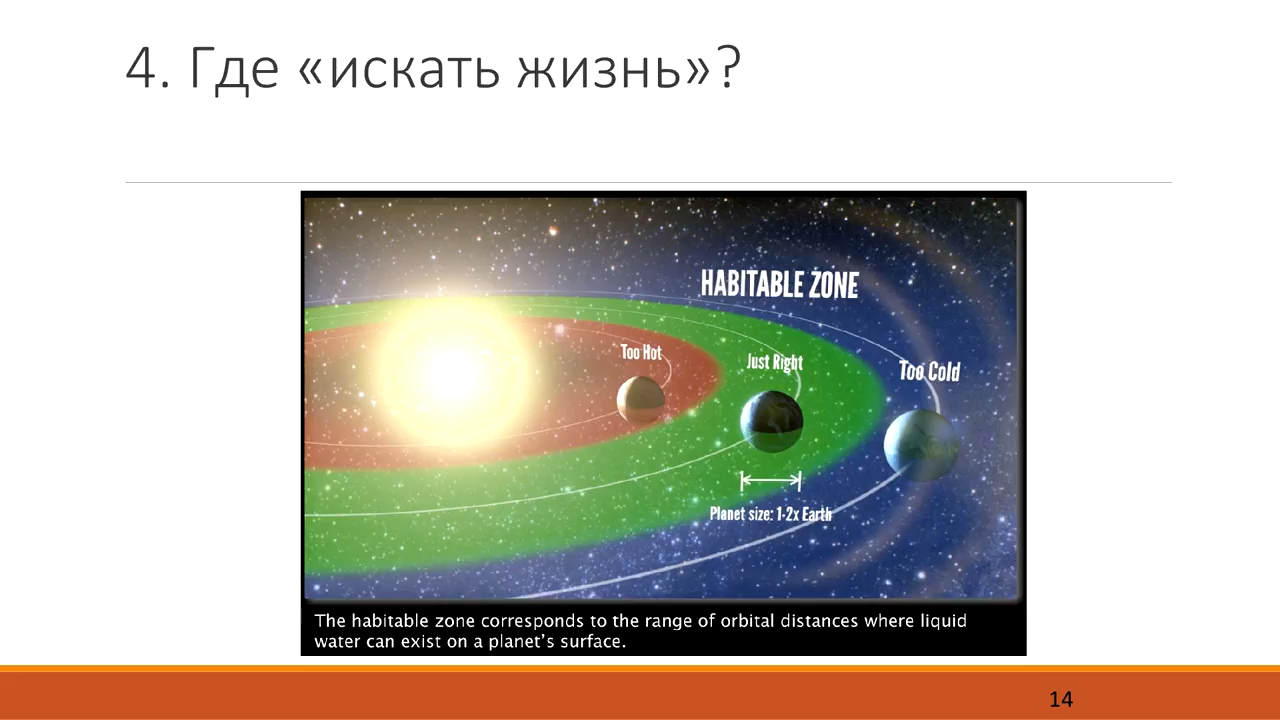 4. Где «искать жизнь»?
HABITABLE ZONE
Too Hot
Just Right
Too Cold
Planet size: 1-2x Earth
The habitable zone corresponds to the range of orbital distances where liquid
water can exist on a planet's surface.
14